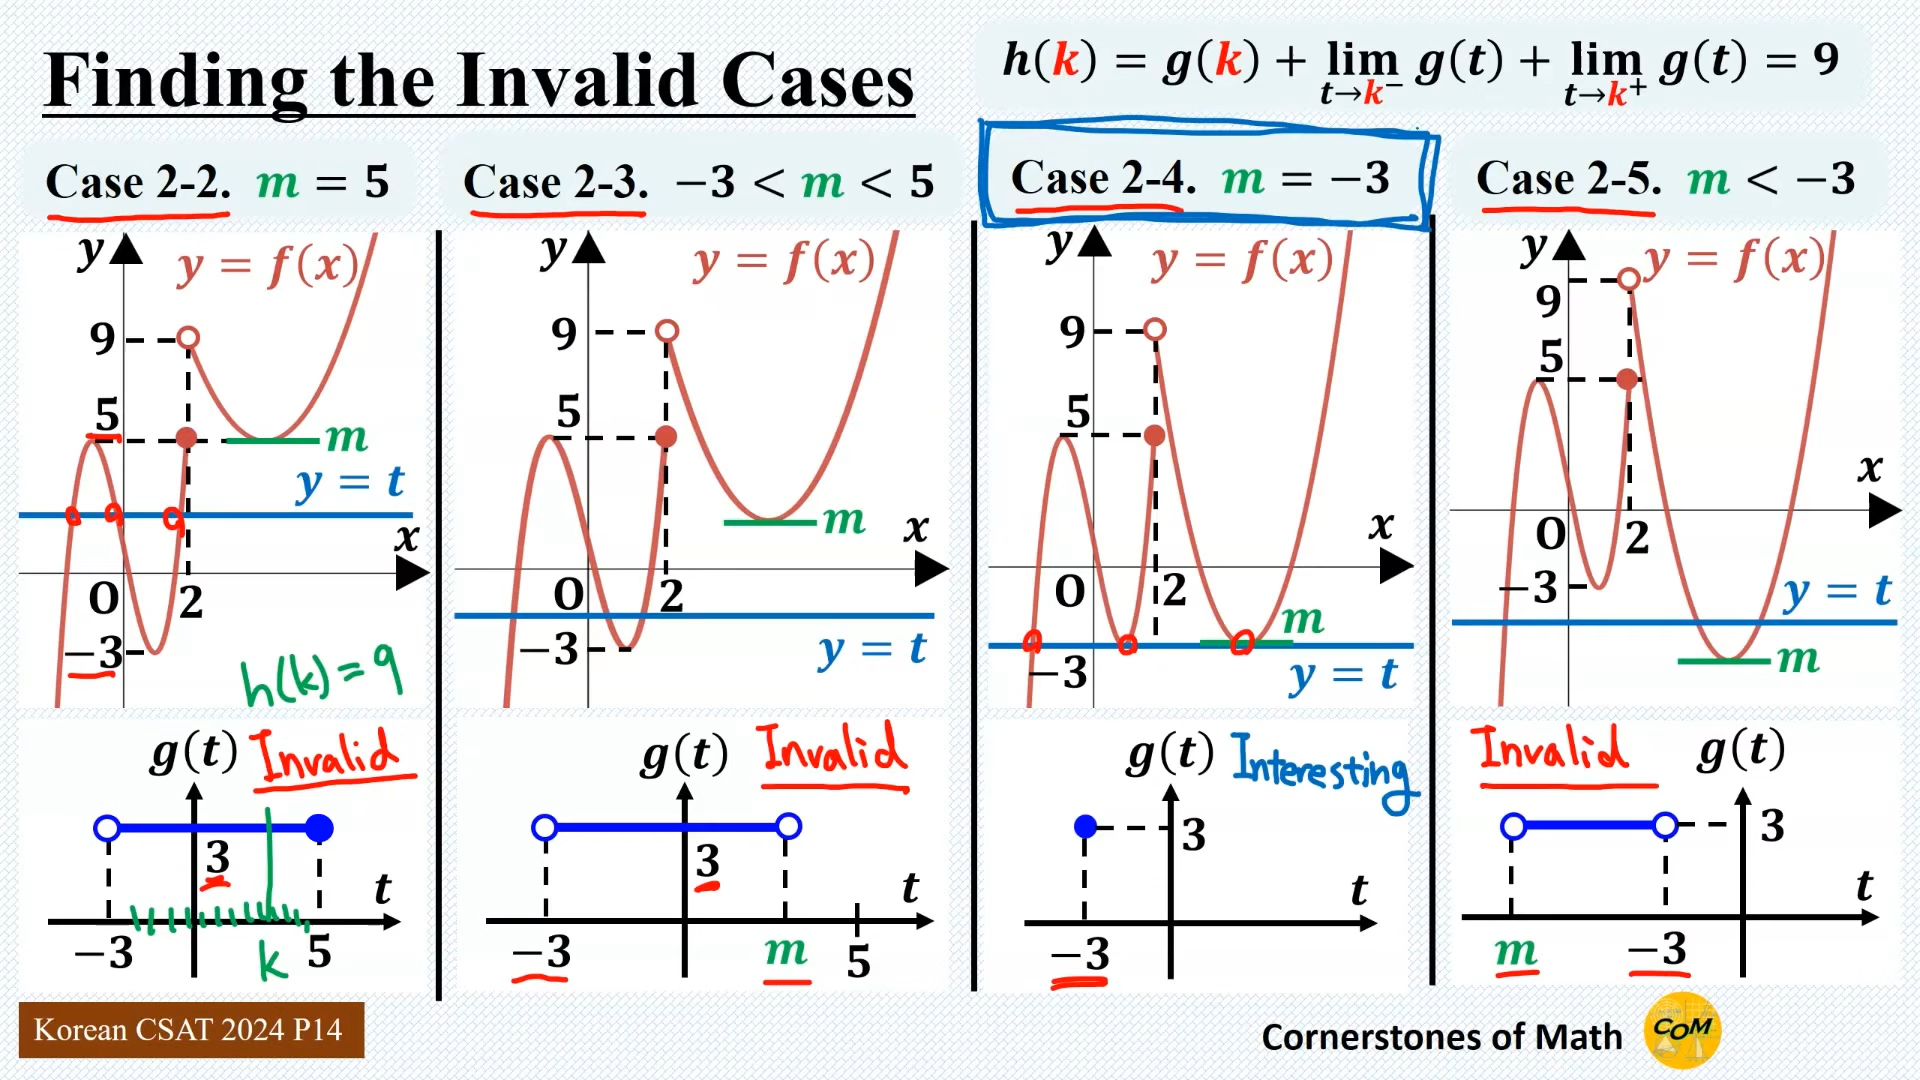 Finding the Invalid Cases
h(k) = g(k) + lim g(t) + lim g(t) = 9
t→k⁻ t→k⁺
Case 2-2. m = 5
y
y = f(x)
9
5
m
y = t
x
O
2
−3
h(k) = 9
g(t)
Invalid
3
t
−3
k
5
Case 2-3. −3 < m < 5
y
y = f(x)
9
5
m
x
O
2
−3
y = t
g(t)
Invalid
3
t
−3
m
5
Case 2-4. m = −3
y
y = f(x)
9
5
x
O
2
m
−3
y = t
g(t)
Interesting
3
t
−3
Case 2-5. m < −3
y
y = f(x)
9
5
x
O
2
−3
y = t
m
Invalid
g(t)
3
t
m
−3
Korean CSAT 2024 P14
Cornerstones of Math
COM